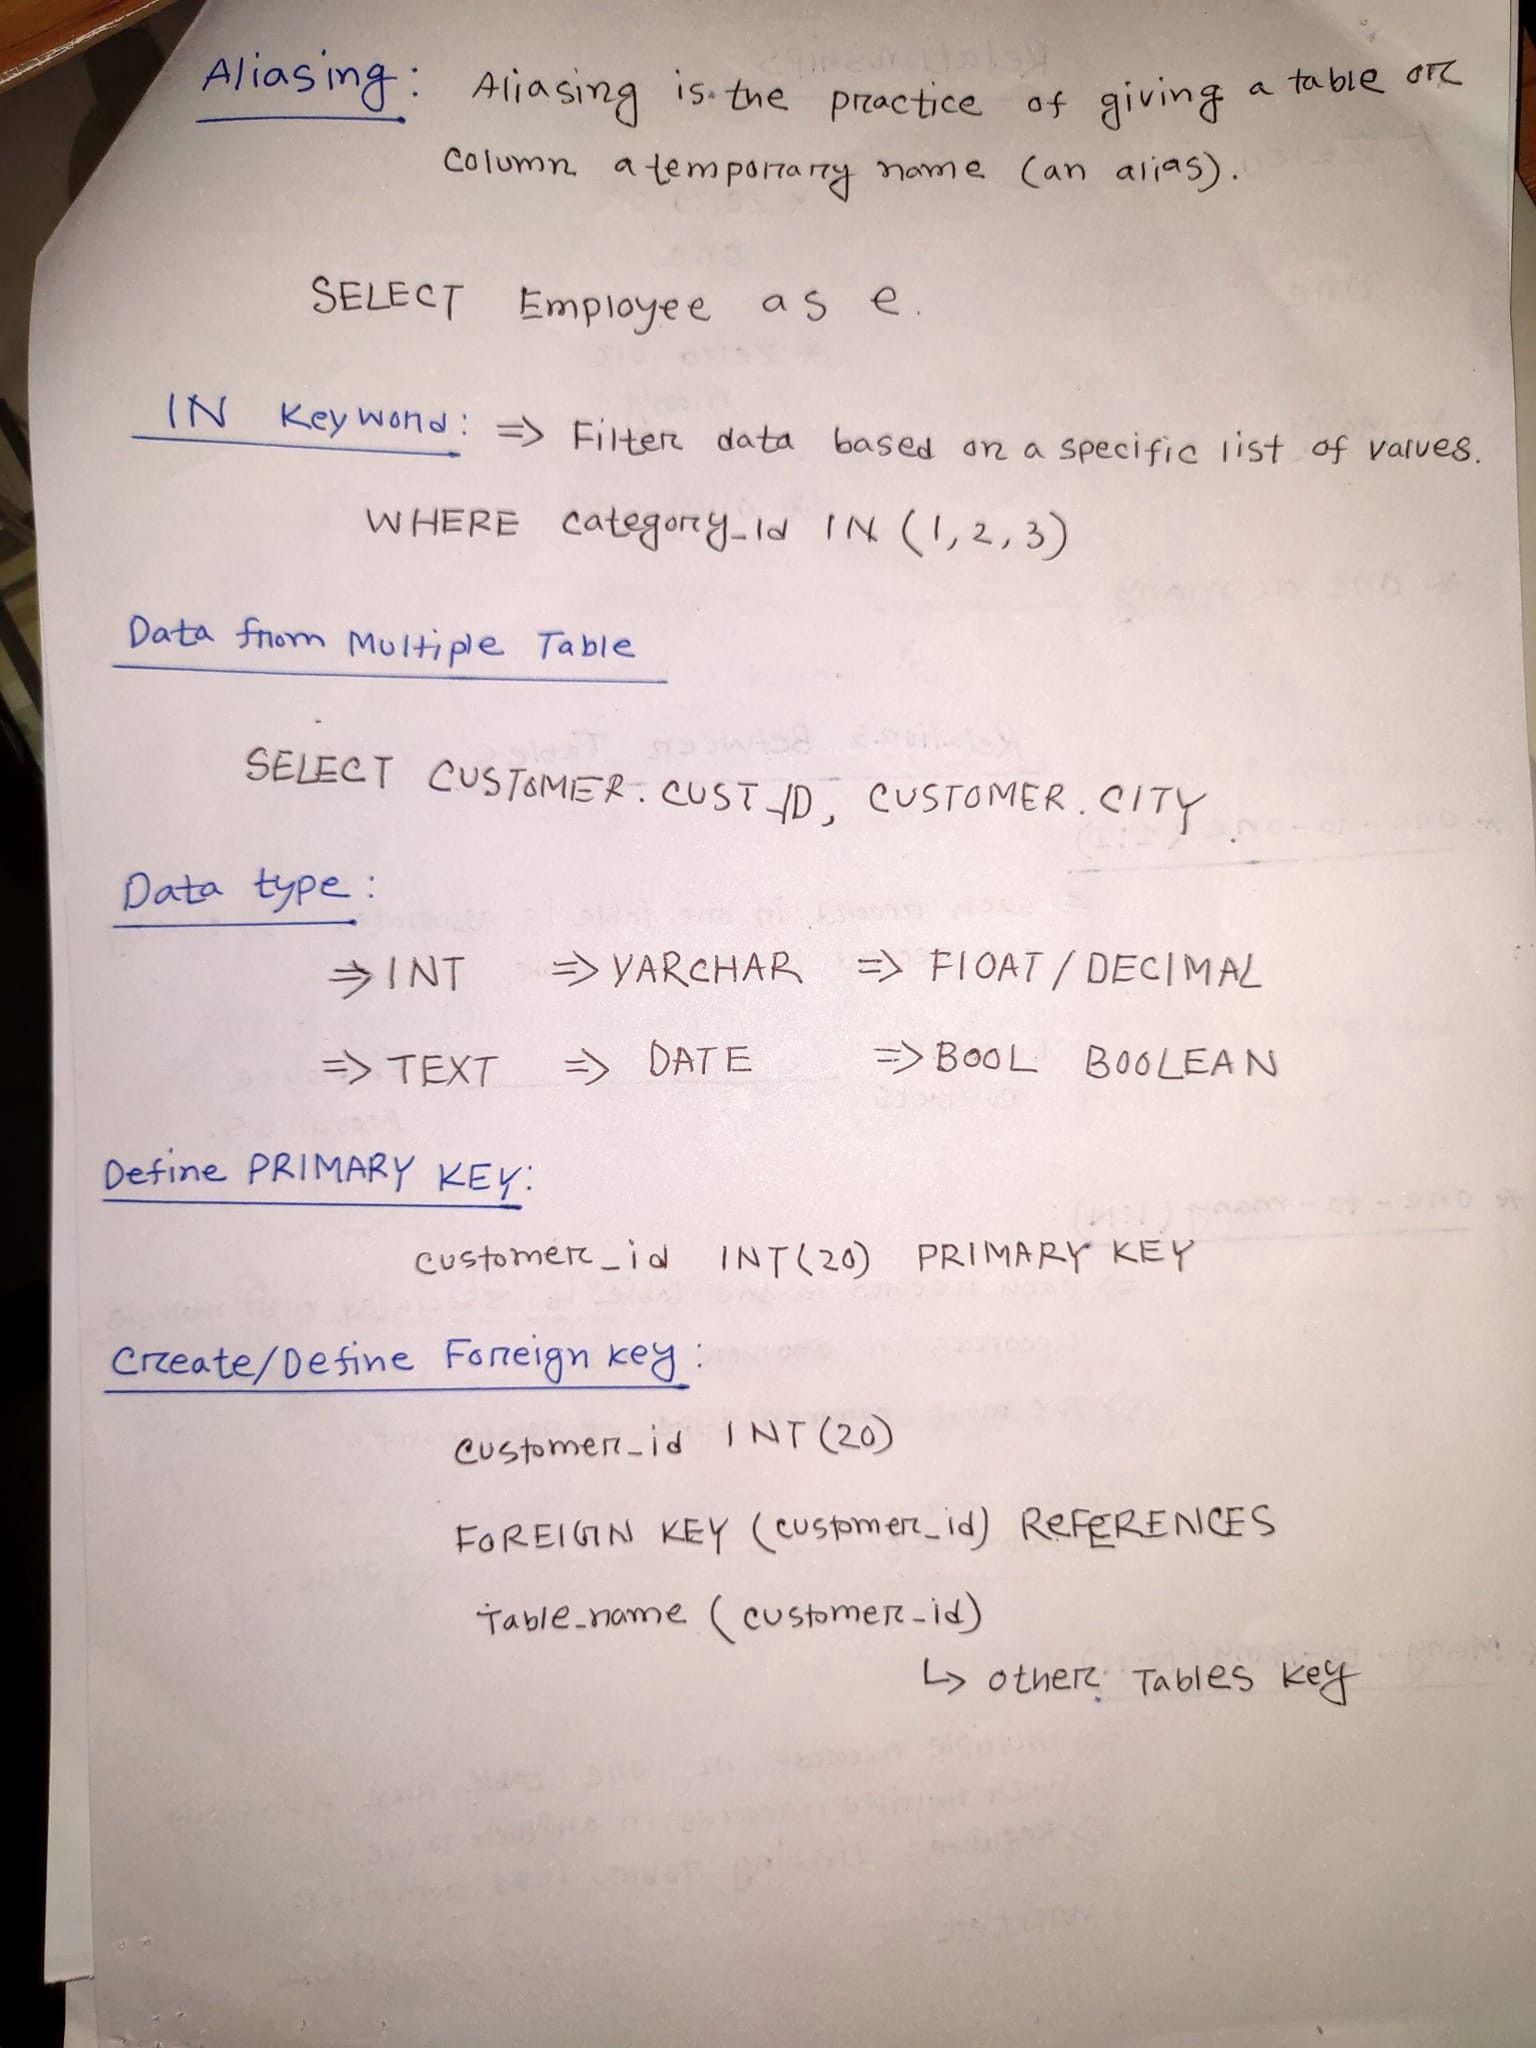 Aliasing: Aliasing is the practice of giving a table or
column a temporary name (an alias).
SELECT Employee as e.
IN Keyword: => Filter data based on a specific list of values.
WHERE category_id IN (1,2,3)
Data from Multiple Table
SELECT CUSTOMER.CUST_ID, CUSTOMER.CITY
Data type:
=> INT => VARCHAR => FlOAT/DECIMAL
=> TEXT => DATE => BOOL BOOLEAN
Define PRIMARY KEY:
customer_id INT(20) PRIMARY KEY
Create/Define Foreign key:
customer_id INT(20)
FOREIGN KEY (customer_id) REFERENCES
Table_name (customer_id)
↳ other Tables key